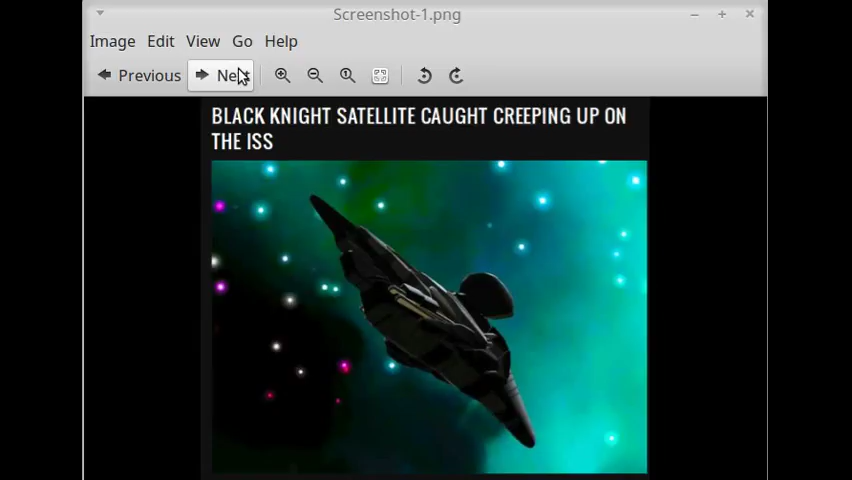 Screenshot-1.png
Image Edit View Go Help
Previous
BLACK KNIGHT SATELLITE CAUGHT CREEPING UP ON
THE ISS